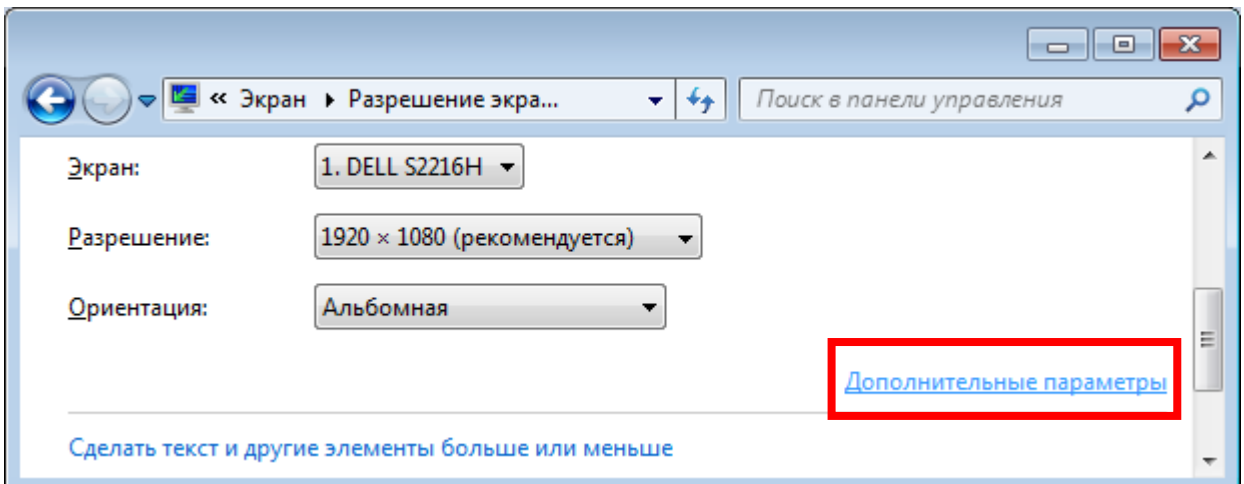 « Экран ▸ Разрешение экра...
Поиск в панели управления
Экран: 1. DELL S2216H
Разрешение: 1920 × 1080 (рекомендуется)
Ориентация: Альбомная
Дополнительные параметры
Сделать текст и другие элементы больше или меньше